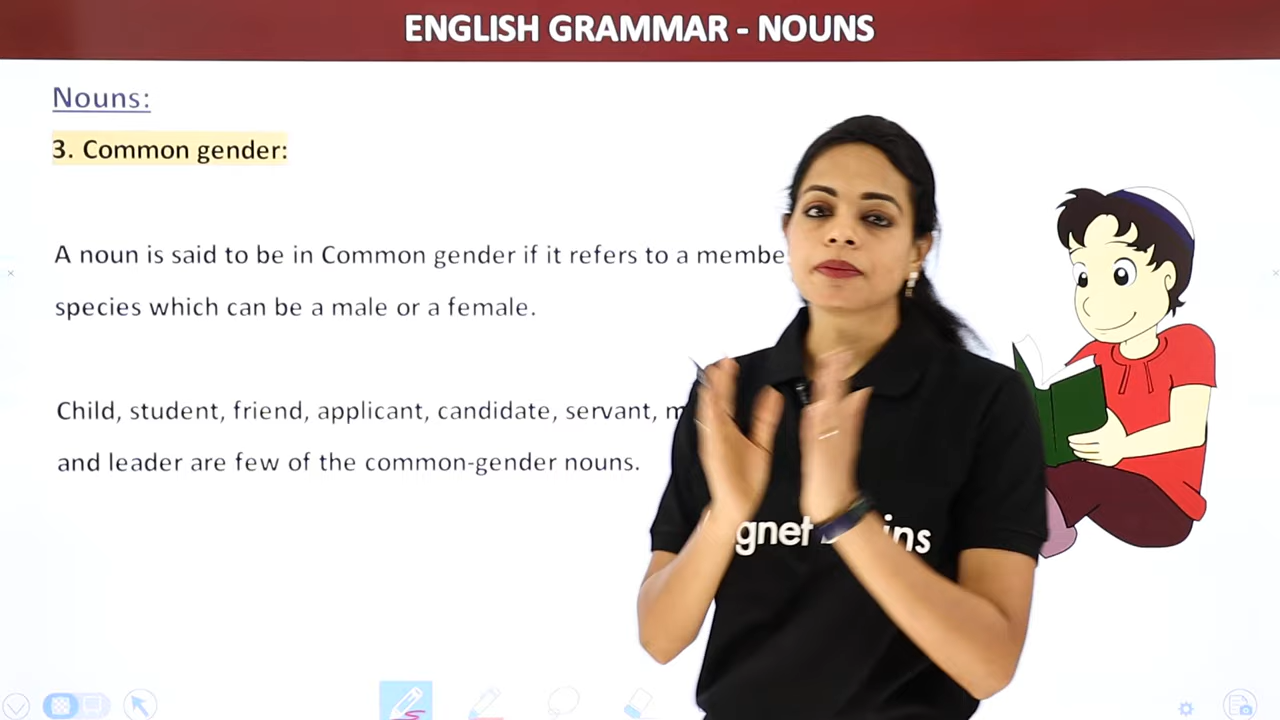 ENGLISH GRAMMAR - NOUNS
Nouns:
3. Common gender:
A noun is said to be in Common gender if it refers to a
species which can be a male or a female.
Child, student, friend, applicant, candidate, servant,
and leader are few of the common-gender nouns.